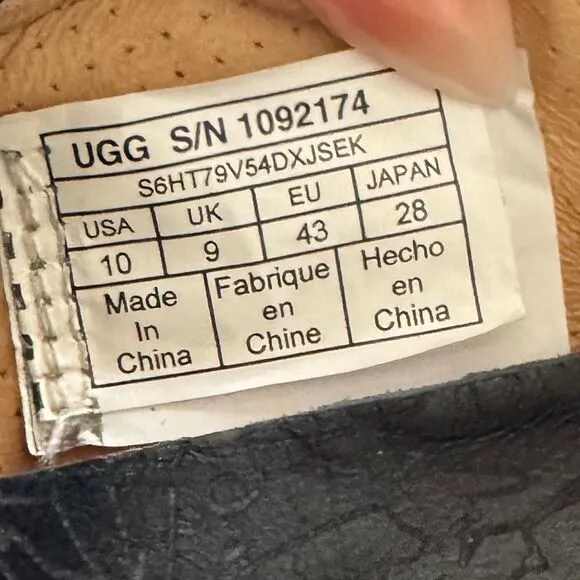 UGG S/N 1092174
S6HT79V54DXJSEK
USA UK EU JAPAN
10 9 43 28
Made In China
Fabrique en Chine
Hecho en China